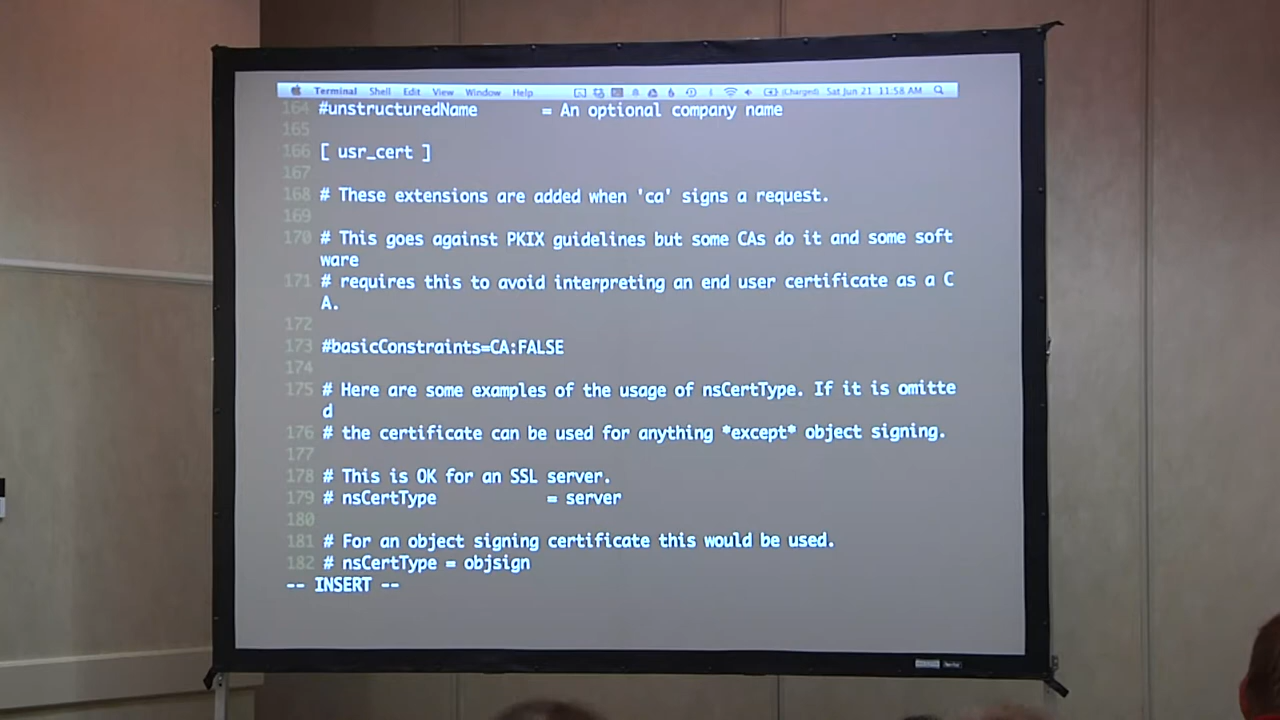 Terminal Shell Edit View Window Help (Charged) Sat Jun 21 11:58 AM
164 #unstructuredName = An optional company name
165
166 [ usr_cert ]
167
168 # These extensions are added when 'ca' signs a request.
169
170 # This goes against PKIX guidelines but some CAs do it and some soft
ware
171 # requires this to avoid interpreting an end user certificate as a C
A.
172
173 #basicConstraints=CA:FALSE
174
175 # Here are some examples of the usage of nsCertType. If it is omitte
d
176 # the certificate can be used for anything *except* object signing.
177
178 # This is OK for an SSL server.
179 # nsCertType = server
180
181 # For an object signing certificate this would be used.
182 # nsCertType = objsign
-- INSERT --